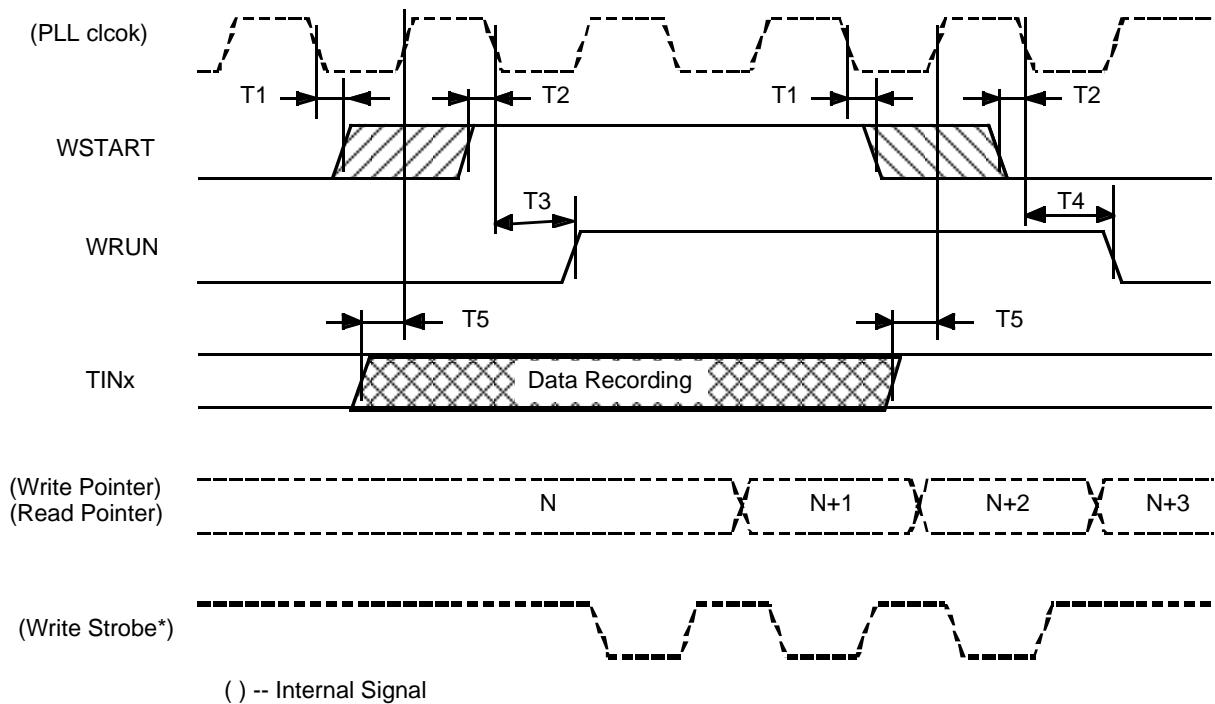 (PLL clcok)
T1 T2 T1 T2
WSTART
T3 T4
WRUN
T5 T5
TINx Data Recording
(Write Pointer)
(Read Pointer)
N N+1 N+2 N+3
(Write Strobe*)
( ) -- Internal Signal